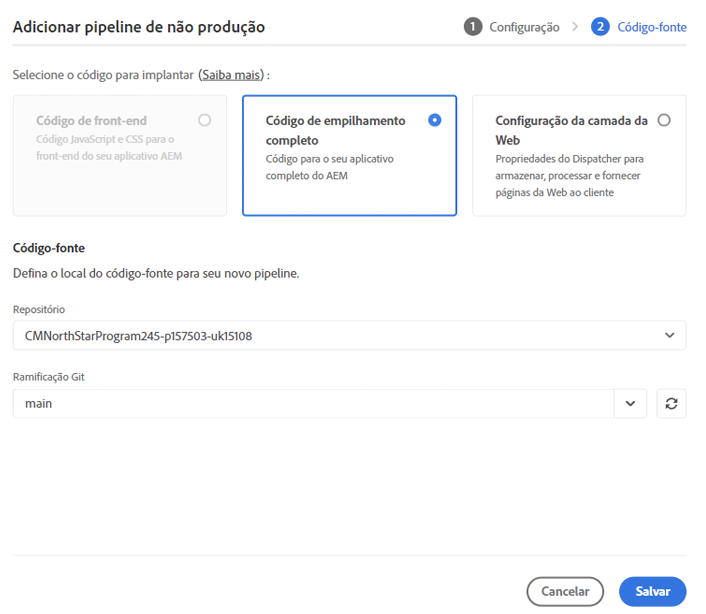 Adicionar pipeline de não produção
1 Configuração > 2 Código-fonte
Selecione o código para implantar (Saiba mais) :
Código de front-end
Código JavaScript e CSS para o
front-end do seu aplicativo AEM
Código de empilhamento
completo
Código para o seu aplicativo
completo do AEM
Configuração da camada da
Web
Propriedades do Dispatcher para
armazenar, processar e fornecer
páginas da Web ao cliente
Código-fonte
Defina o local do código-fonte para seu novo pipeline.
Repositório
CMNorthStarProgram245-p157503-uk15108
Ramificação Git
main
Cancelar
Salvar